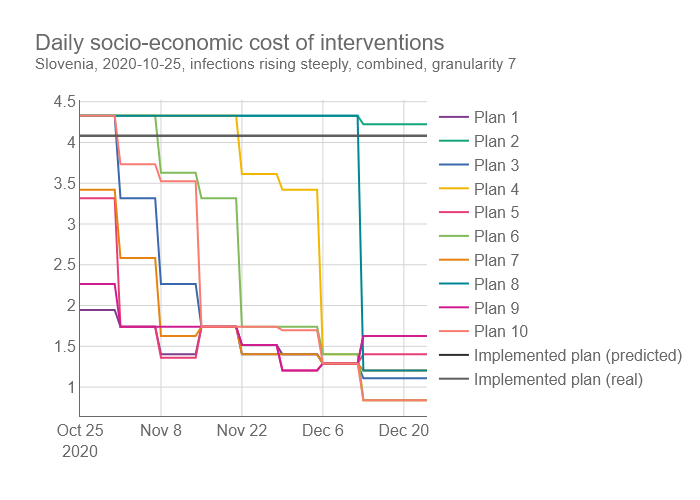 Daily socio-economic cost of interventions
Slovenia, 2020-10-25, infections rising steeply, combined, granularity 7
4.5
4
3.5
3
2.5
2
1.5
1
Oct 25
2020
Nov 8
Nov 22
Dec 6
Dec 20
Plan 1
Plan 2
Plan 3
Plan 4
Plan 5
Plan 6
Plan 7
Plan 8
Plan 9
Plan 10
Implemented plan (predicted)
Implemented plan (real)